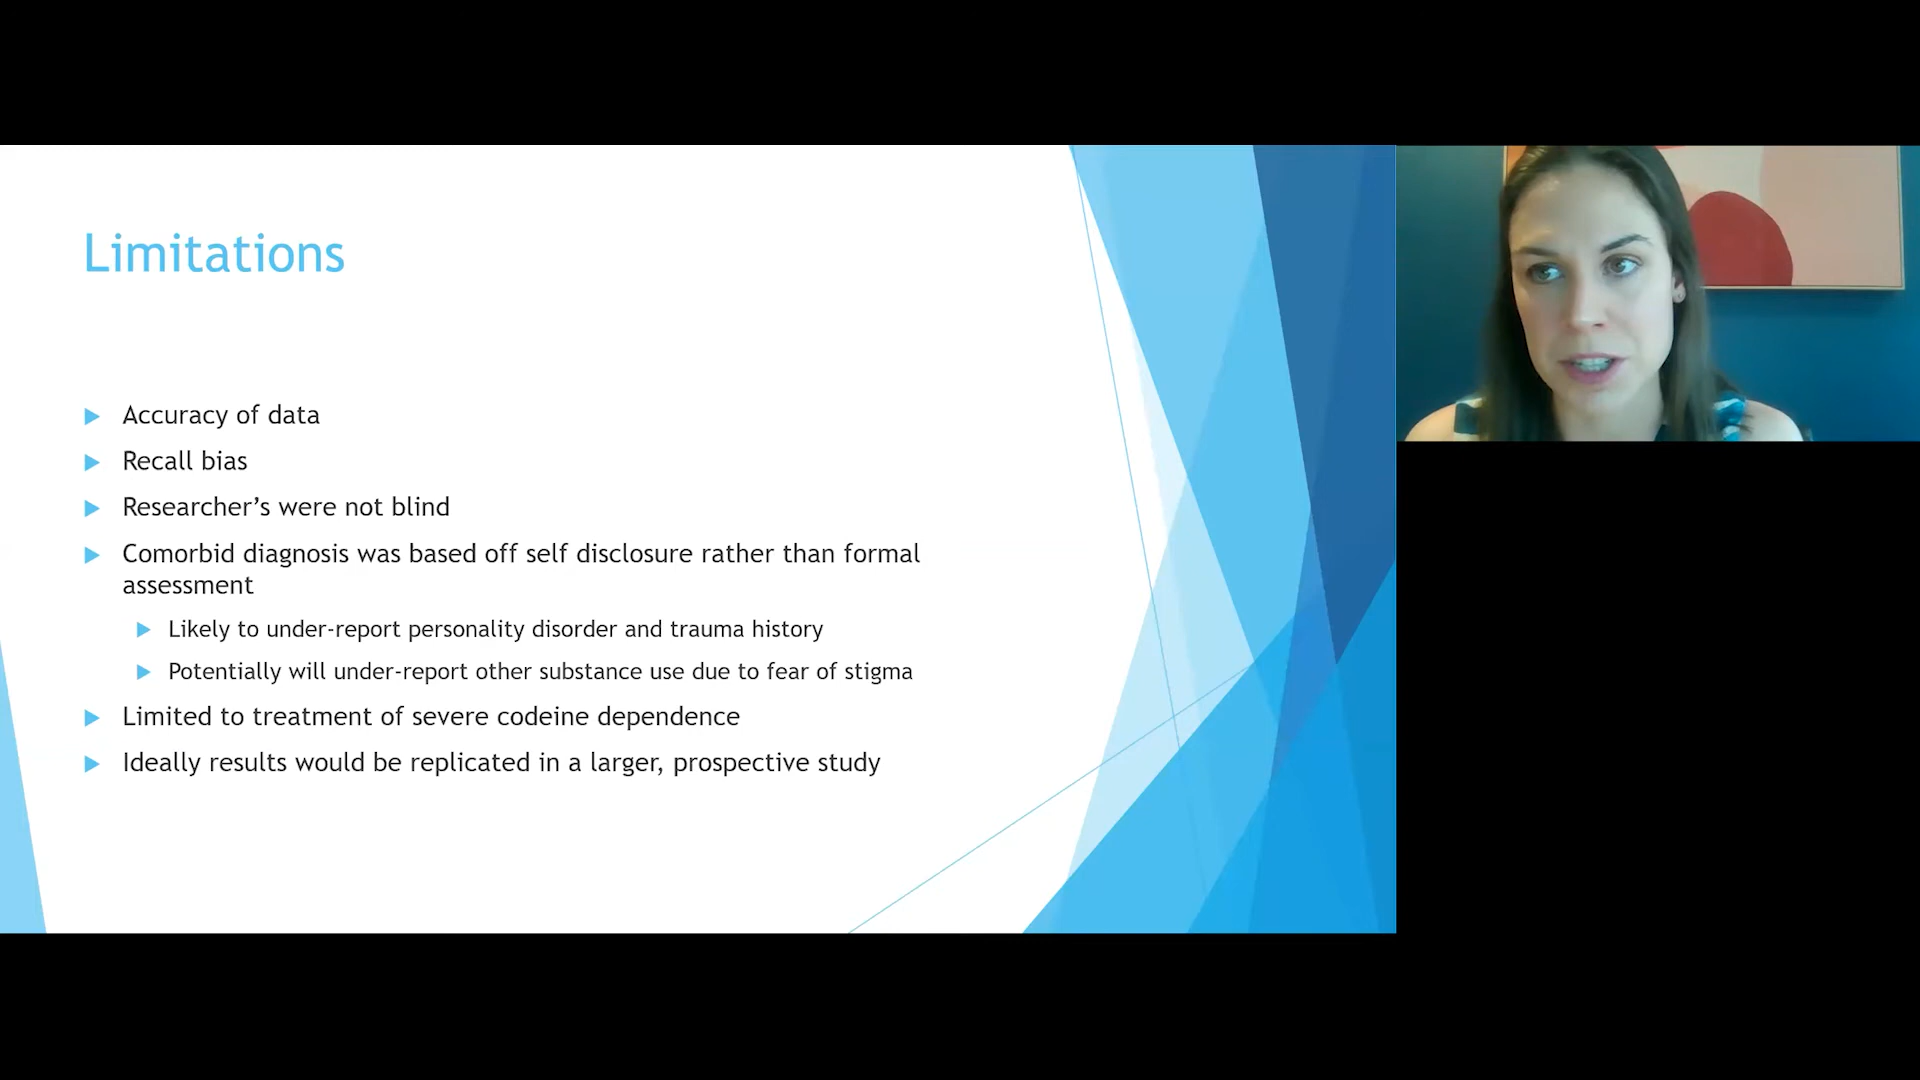 Limitations
Accuracy of data
Recall bias
Researcher’s were not blind
Comorbid diagnosis was based off self disclosure rather than formal
assessment
Likely to under-report personality disorder and trauma history
Potentially will under-report other substance use due to fear of stigma
Limited to treatment of severe codeine dependence
Ideally results would be replicated in a larger, prospective study